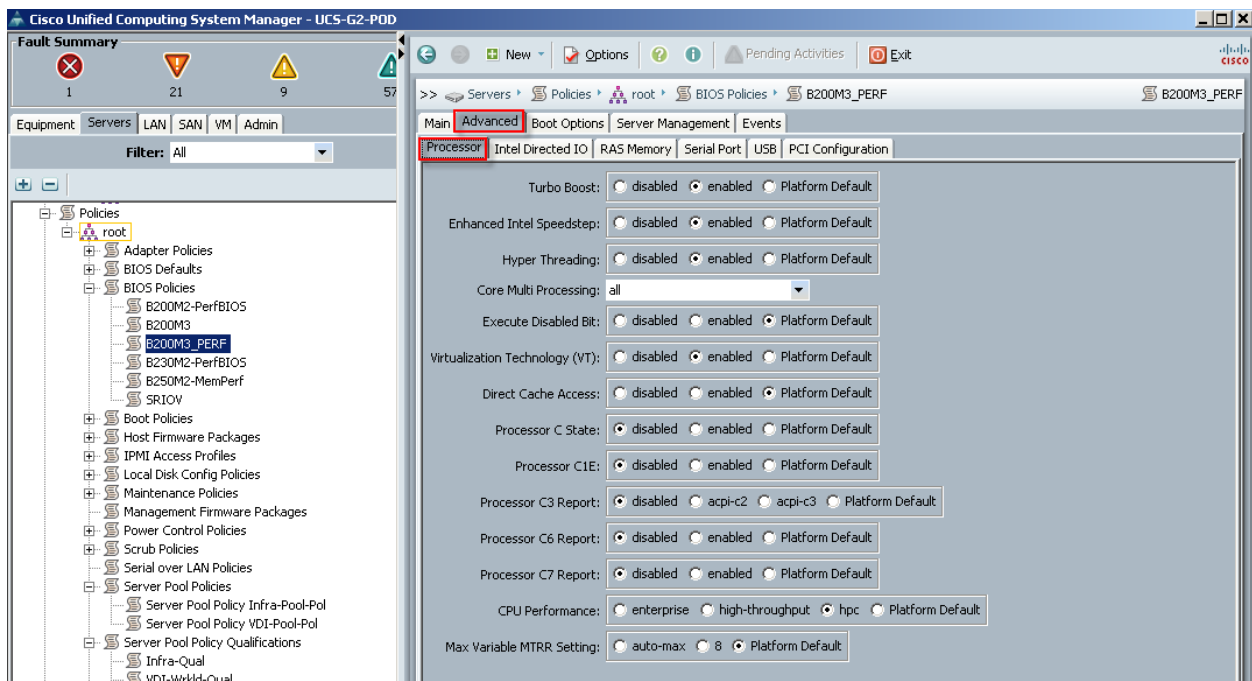 Cisco Unified Computing System Manager - UCS-G2-POD
Fault Summary
1 21 9 57
Equipment Servers LAN SAN VM Admin
Filter: All
Policies
root
Adapter Policies
BIOS Defaults
BIOS Policies
B200M2-PerfBIOS
B200M3
B200M3_PERF
B230M2-PerfBIOS
B250M2-MemPerf
SRIOV
Boot Policies
Host Firmware Packages
IPMI Access Profiles
Local Disk Config Policies
Maintenance Policies
Management Firmware Packages
Power Control Policies
Scrub Policies
Serial over LAN Policies
Server Pool Policies
Server Pool Policy Infra-Pool-Pol
Server Pool Policy VDI-Pool-Pol
Server Pool Policy Qualifications
Infra-Qual
VDI-Wrkld-Qual
New Options Pending Activities Exit
CISCO
>> Servers Policies root BIOS Policies B200M3_PERF B200M3_PERF
Main Advanced Boot Options Server Management Events
Processor Intel Directed IO RAS Memory Serial Port USB PCI Configuration
Turbo Boost: disabled enabled Platform Default
Enhanced Intel Speedstep: disabled enabled Platform Default
Hyper Threading: disabled enabled Platform Default
Core Multi Processing: all
Execute Disabled Bit: disabled enabled Platform Default
Virtualization Technology (VT): disabled enabled Platform Default
Direct Cache Access: disabled enabled Platform Default
Processor C State: disabled enabled Platform Default
Processor C1E: disabled enabled Platform Default
Processor C3 Report: disabled acpi-c2 acpi-c3 Platform Default
Processor C6 Report: disabled enabled Platform Default
Processor C7 Report: disabled enabled Platform Default
CPU Performance: enterprise high-throughput hpc Platform Default
Max Variable MTRR Setting: auto-max 8 Platform Default